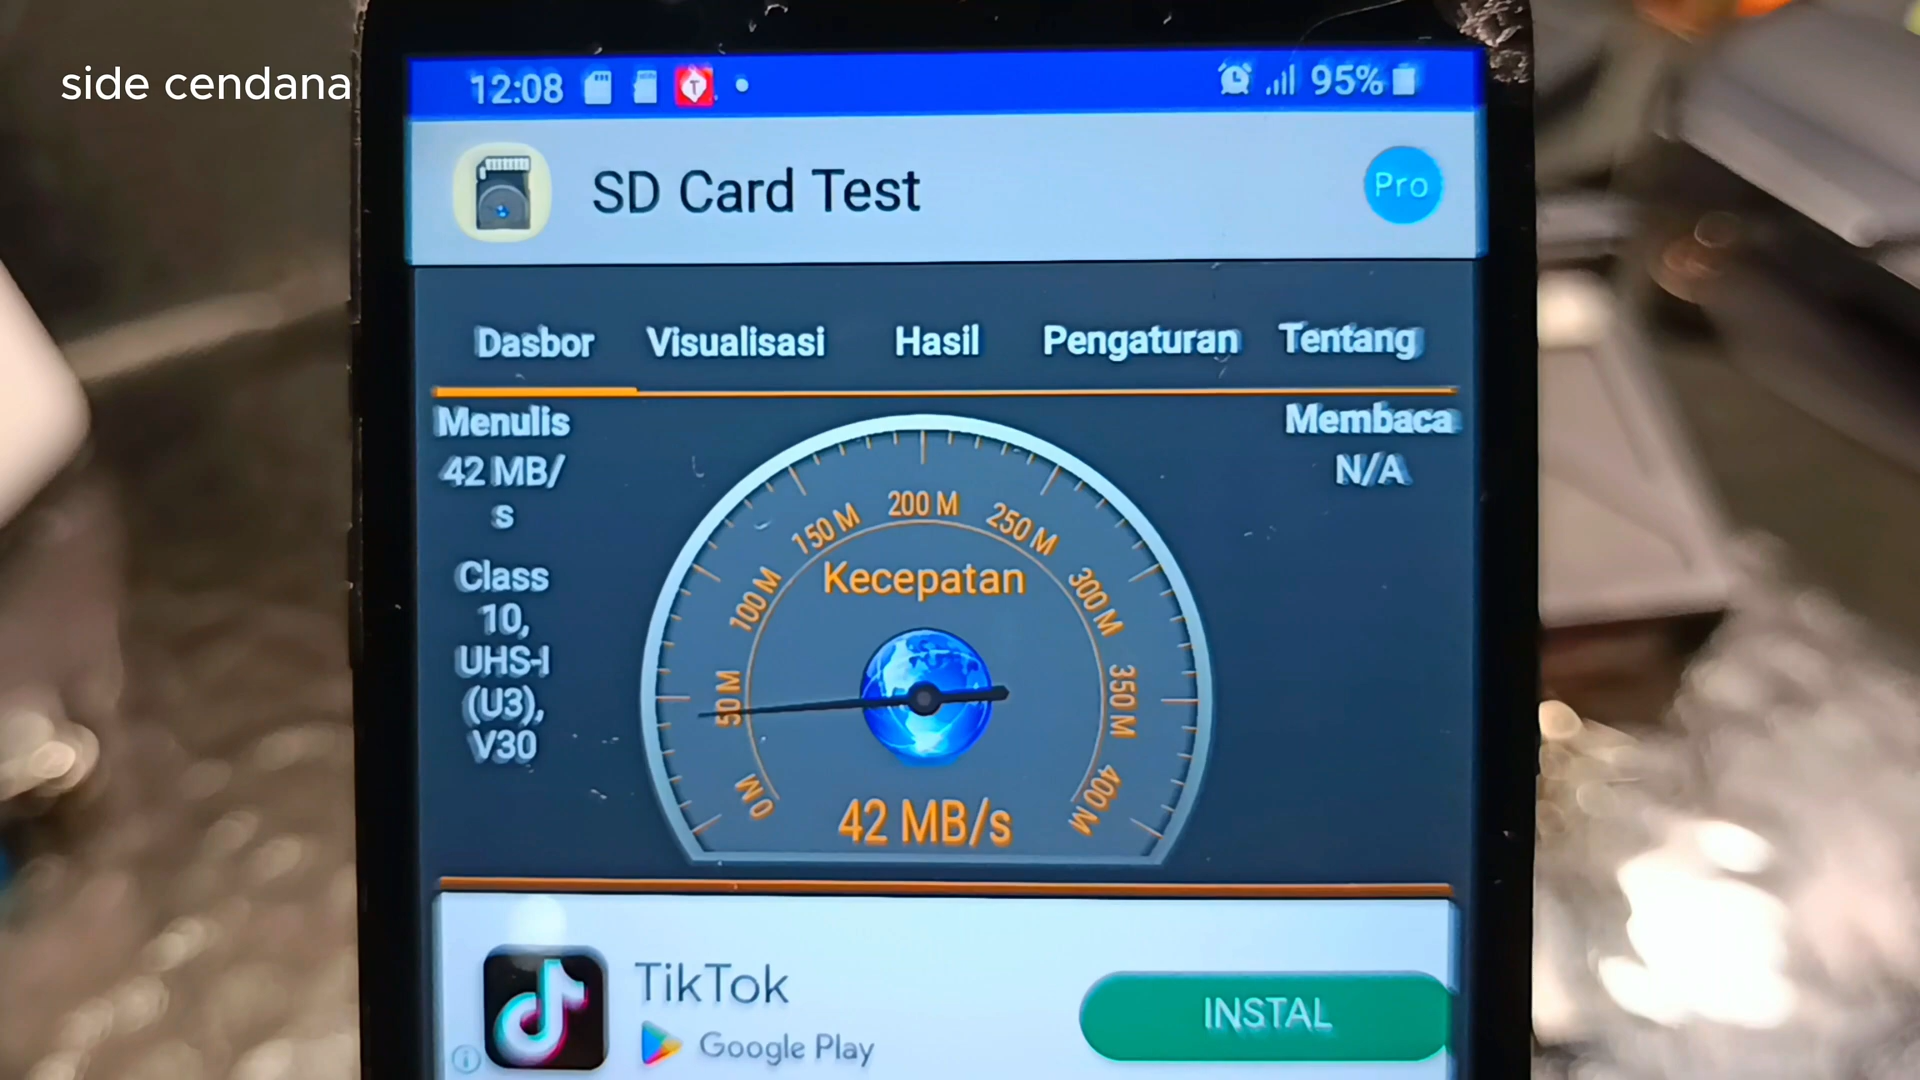 side cendana
12:08
95%
SD Card Test
Pro
Dasbor Visualisasi Hasil Pengaturan Tentang
Menulis
42 MB/
s
Class
10,
UHS-I
(U3),
V30
Membaca
N/A
0 M
50 M
100 M
150 M
200 M
250 M
300 M
350 M
400 M
Kecepatan
42 MB/s
TikTok
Google Play
INSTAL